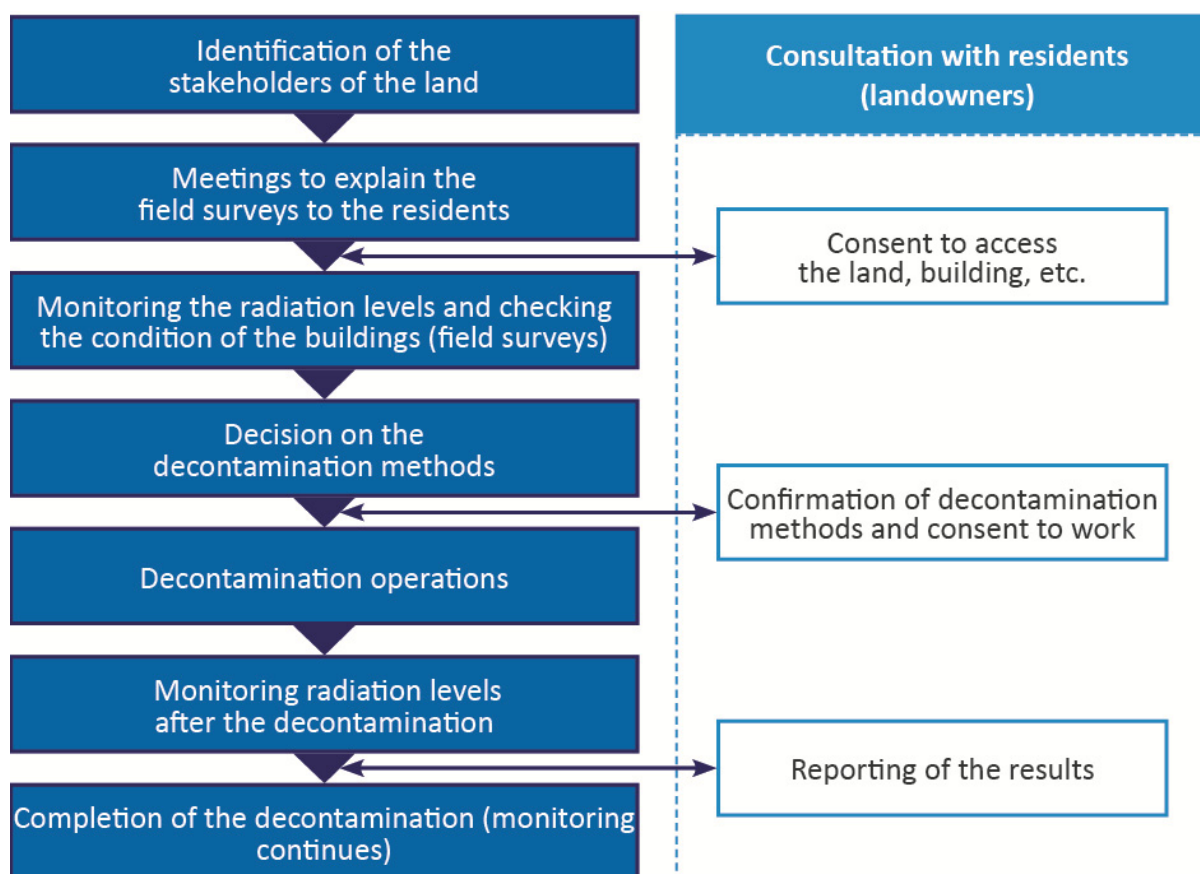 Identification of the
stakeholders of the land
Meetings to explain the
field surveys to the residents
Monitoring the radiation levels and checking
the condition of the buildings (field surveys)
Decision on the
decontamination methods
Decontamination operations
Monitoring radiation levels
after the decontamination
Completion of the decontamination (monitoring
continues)
Consultation with residents
(landowners)
Consent to access
the land, building, etc.
Confirmation of decontamination
methods and consent to work
Reporting of the results